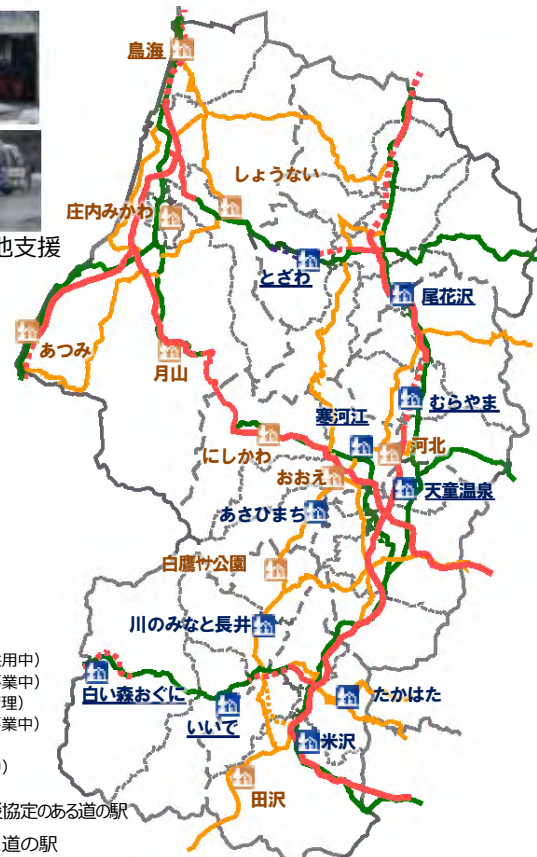 鳥海
しょうない
庄内みかわ
地支援
とざわ
尾花沢
あつみ
月山
むらやま
寒河江
河北
にしかわ
おおえ
天童温泉
あさひまち
白鷹ヤナ公園
川のみなと長井
用中）
業中）
白い森おぐに
理）
たかはた
業中）
いいで
米沢
）
田沢
協定のある道の駅
道の駅